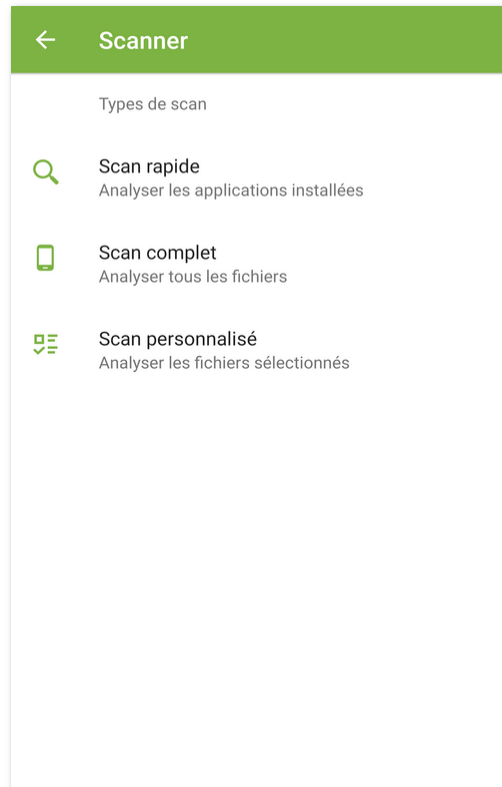 Scanner
Types de scan
Scan rapide
Analyser les applications installées
Scan complet
Analyser tous les fichiers
Scan personnalisé
Analyser les fichiers sélectionnés